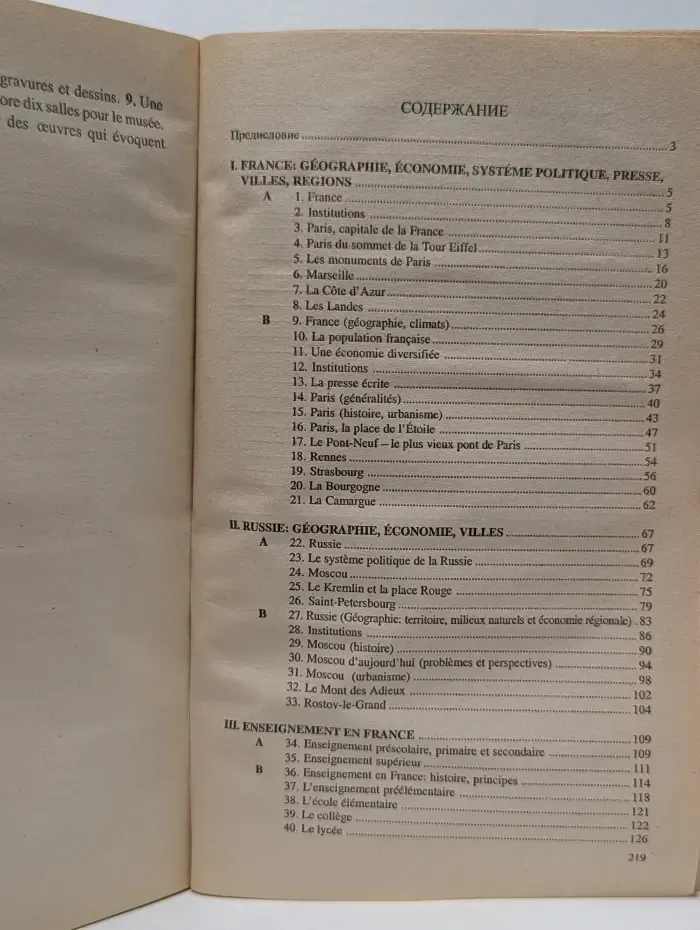 gravures et dessins. 9. Une
ore dix salles pour le musée.
des œuvres qui évoquent
СОДЕРЖАНИЕ
Предисловие 3
I. FRANCE: GÉOGRAPHIE, ÉCONOMIE, SYSTÉME POLITIQUE, PRESSE,
VILLES, REGIONS 5
A 1. France 5
2. Institutions 8
3. Paris, capitale de la France 11
4. Paris du sommet de la Tour Eiffel 13
5. Les monuments de Paris 16
6. Marseille 20
7. La Côte d'Azur 22
8. Les Landes 24
B 9. France (géographie, climats) 26
10. La population française 29
11. Une économie diversifiée 31
12. Institutions 34
13. La presse écrite 37
14. Paris (généralités) 40
15. Paris (histoire, urbanisme) 43
16. Paris, la place de l'Étoile 47
17. Le Pont-Neuf – le plus vieux pont de Paris 51
18. Rennes 54
19. Strasbourg 56
20. La Bourgogne 60
21. La Camargue 62
II. RUSSIE: GÉOGRAPHIE, ÉCONOMIE, VILLES 67
A 22. Russie 67
23. Le système politique de la Russie 69
24. Moscou 72
25. Le Kremlin et la place Rouge 75
26. Saint-Petersbourg 79
B 27. Russie (Géographie: territoire, milieux naturels et économie régionale) 83
28. Institutions 86
29. Moscou (histoire) 90
30. Moscou d'aujourd'hui (problèmes et perspectives) 94
31. Moscou (urbanisme) 98
32. Le Mont des Adieux 102
33. Rostov-le-Grand 104
III. ENSEIGNEMENT EN FRANCE 109
A 34. Enseignement préscolaire, primaire et secondaire 109
35. Enseignement supérieur 111
B 36. Enseignement en France: histoire, principes 114
37. L'enseignement préélémentaire 118
38. L'école élémentaire 121
39. Le collège 122
40. Le lycée 126
219